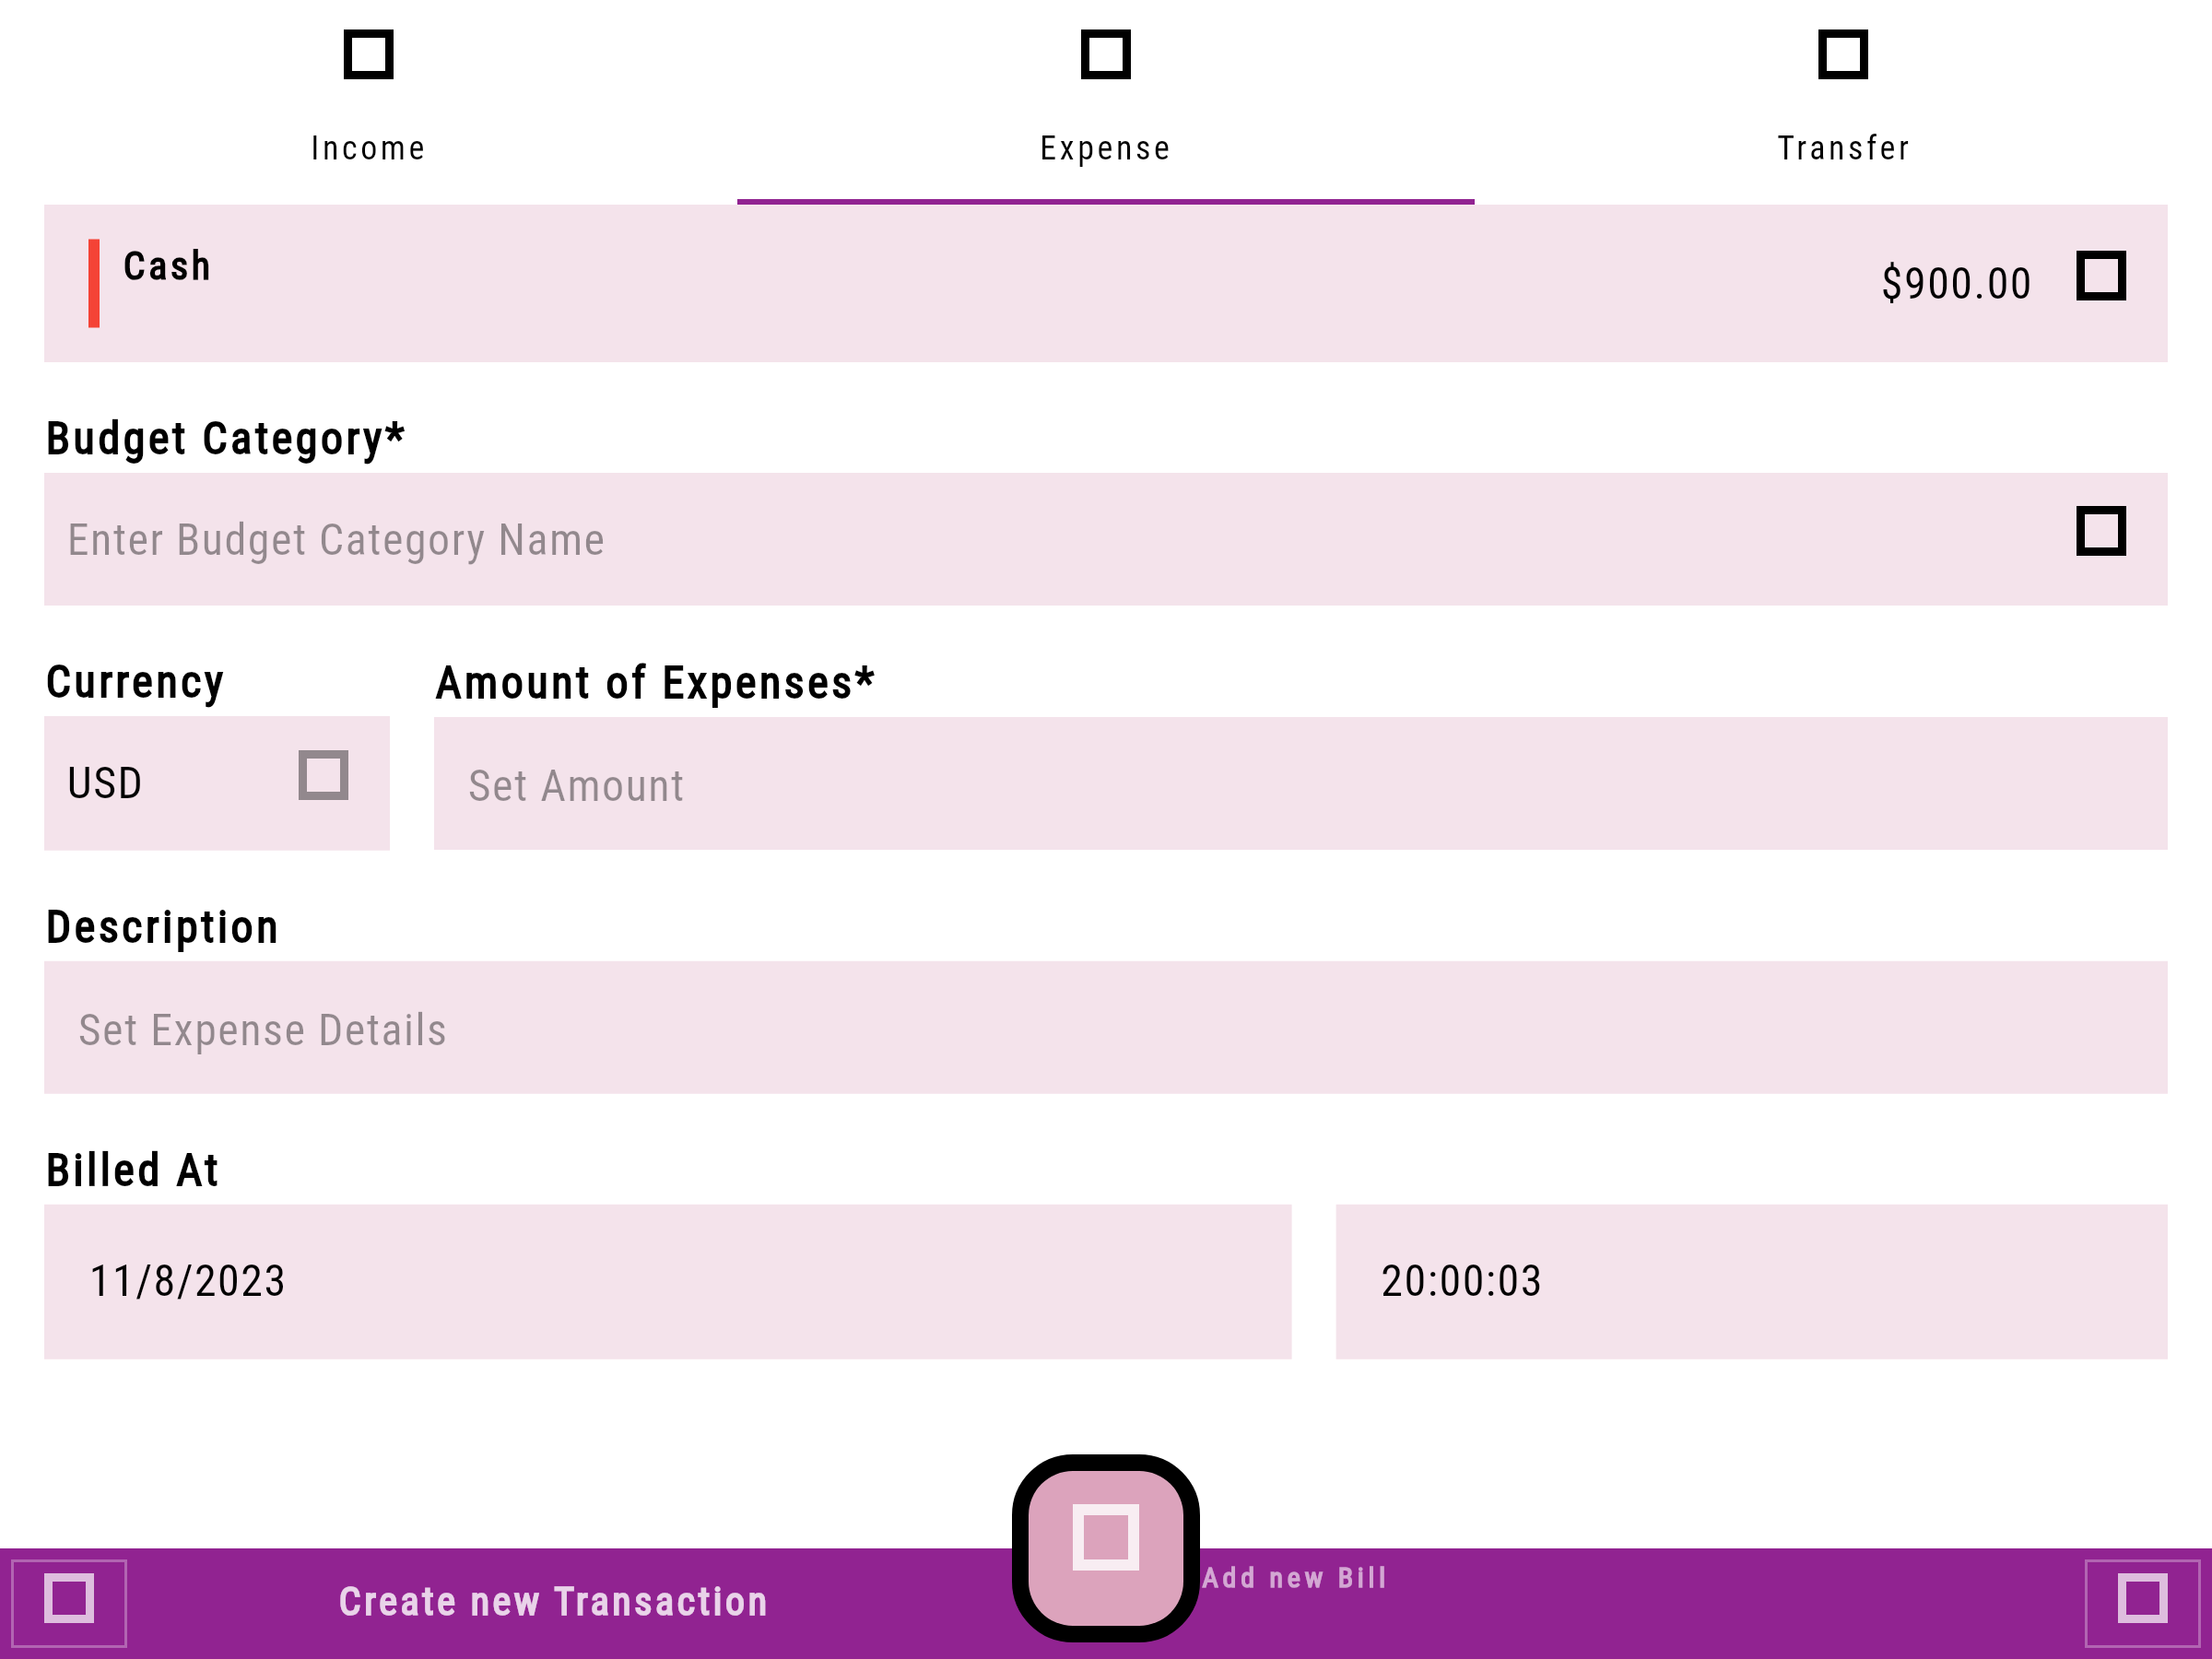 Income
Expense
Transfer
Cash
$900.00
Budget Category*
Enter Budget Category Name
Currency
Amount of Expenses*
USD
Set Amount
Description
Set Expense Details
Billed At
11/8/2023
20:00:03
Create new Transaction
Add new Bill